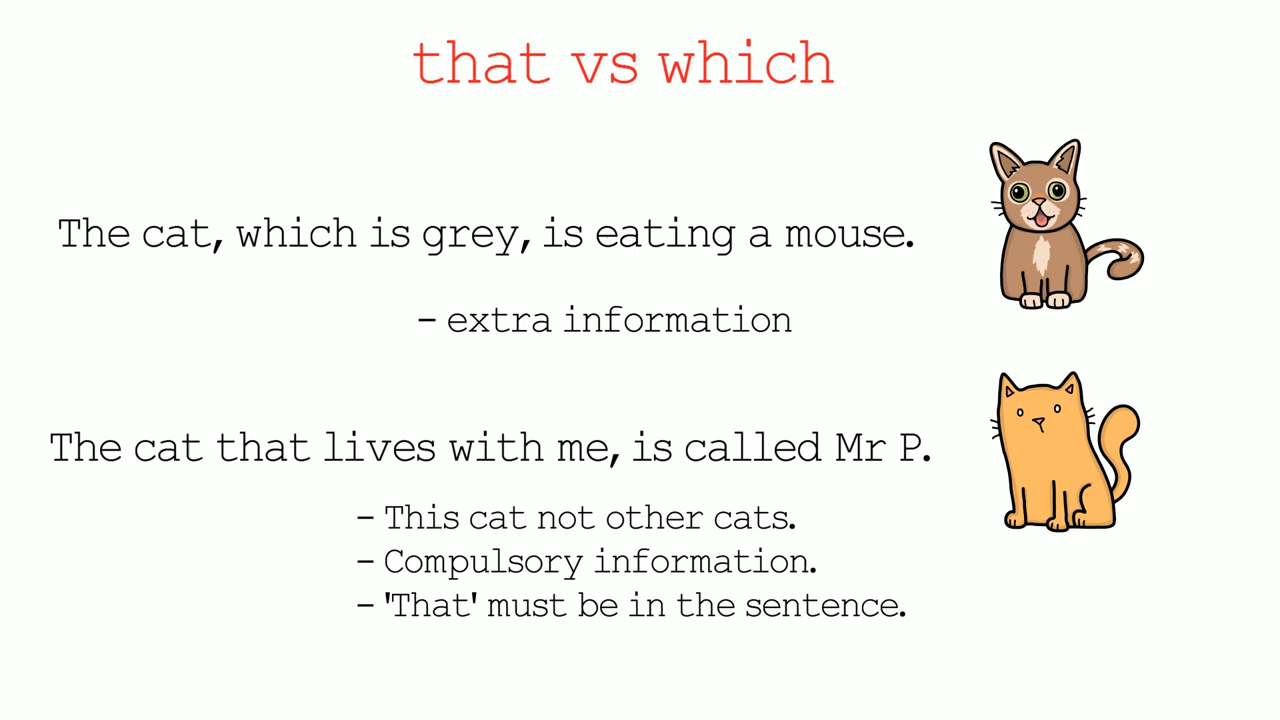 that vs which
The cat, which is grey, is eating a mouse.
- extra information
The cat that lives with me, is called Mr P.
- This cat not other cats.
- Compulsory information.
- 'That' must be in the sentence.